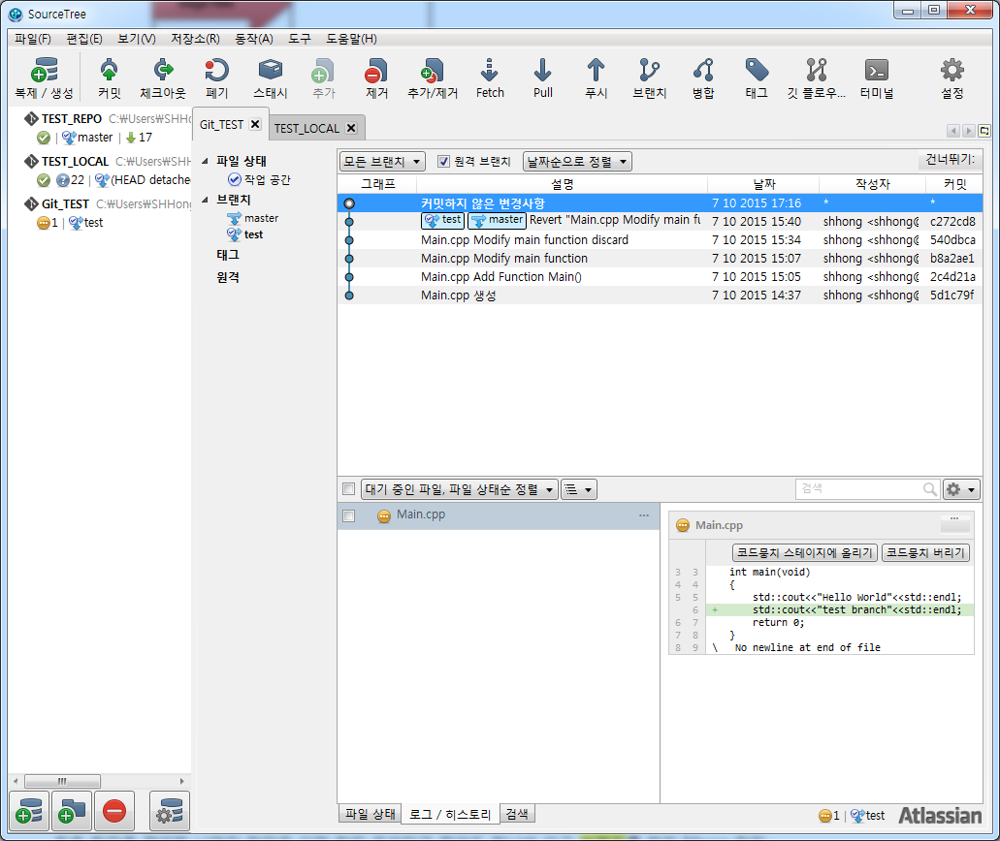 SourceTree
파일(F) 편집(E) 보기(V) 저장소(R) 동작(A) 도구 도움말(H)
복제 / 생성 커밋 체크아웃 폐기 스태시 추가 제거 추가/제거 Fetch Pull 푸시 브랜치 병합 태그 깃 플로우... 터미널 설정
TEST_REPO C:￦Users￦SHHo
master 17
TEST_LOCAL C:￦Users￦SHH
22 (HEAD detache
Git_TEST C:￦Users￦SHHong
1 test
Git_TEST TEST_LOCAL
파일 상태
작업 공간
브랜치
master
test
태그
원격
모든 브랜치 원격 브랜치 날짜순으로 정렬 건너뛰기:
그래프 설명 날짜 작성자 커밋
커밋하지 않은 변경사항 7 10 2015 17:16 * *
test master Revert "Main.cpp Modify main fu 7 10 2015 15:40 shhong <shhong@ c272cd8
Main.cpp Modify main function discard 7 10 2015 15:34 shhong <shhong@ 540dbca
Main.cpp Modify main function 7 10 2015 15:07 shhong <shhong@ b8a2ae1
Main.cpp Add Function Main() 7 10 2015 15:05 shhong <shhong@ 2c4d21a
Main.cpp 생성 7 10 2015 14:37 shhong <shhong@ 5d1c79f
대기 중인 파일, 파일 상태순 정렬 검색
Main.cpp ...
Main.cpp ...
코드뭉치 스테이지에 올리기 코드뭉치 버리기
3 3 int main(void)
4 4 {
5 5 std::cout<<"Hello World"<<std::endl;
6 + std::cout<<"test branch"<<std::endl;
6 7 return 0;
7 8 }
8 9 \ No newline at end of file
파일 상태 로그 / 히스토리 검색
1 test Atlassian